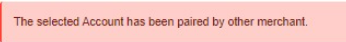 The selected Account has been paired by other merchant.